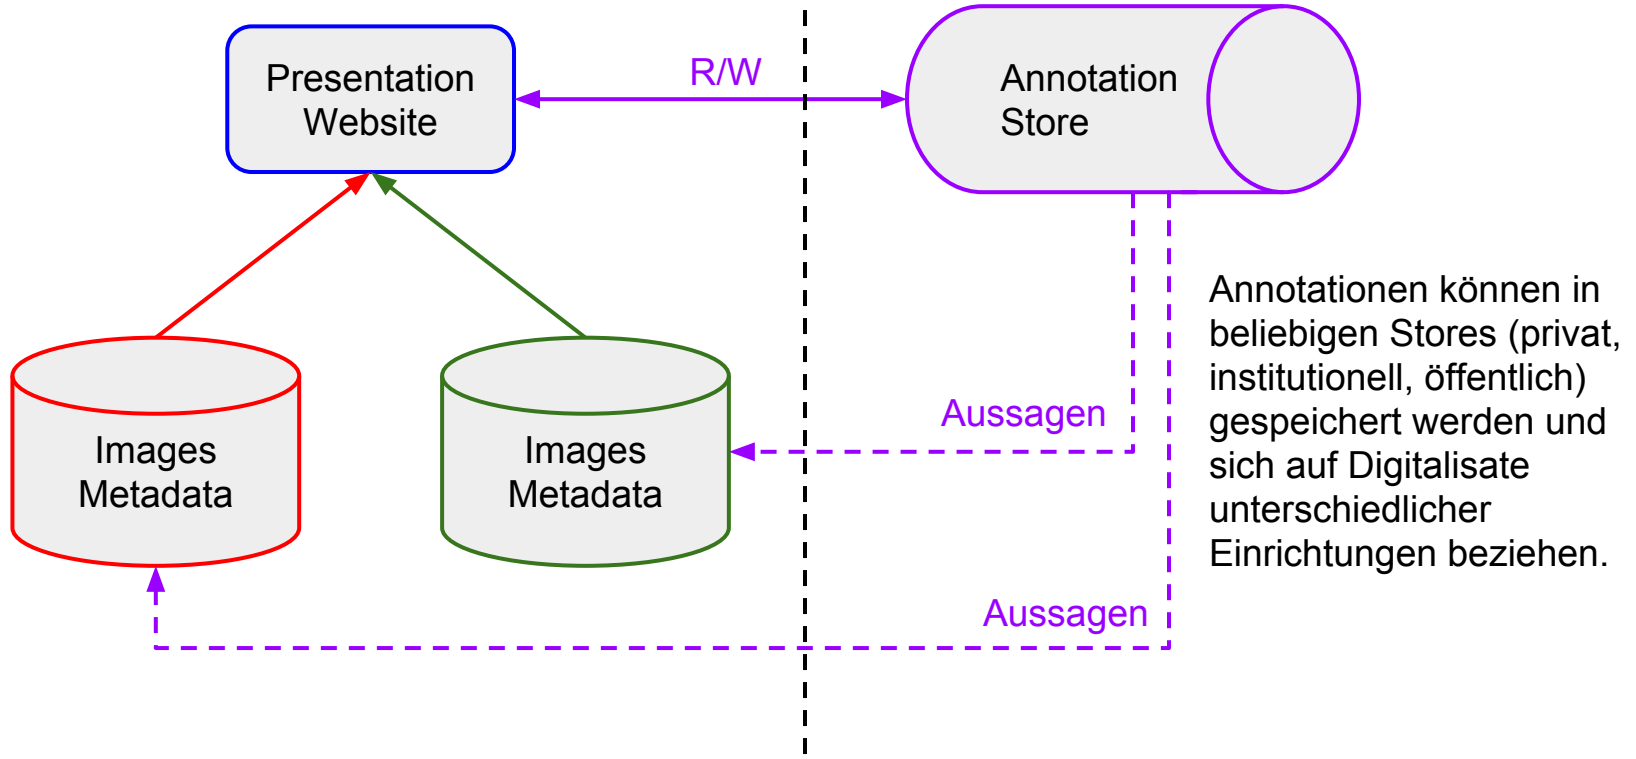 Presentation
Website
R/W
Annotation
Store
Annotationen können in
beliebigen Stores (privat,
institutionell, öffentlich)
gespeichert werden und
sich auf Digitalisate
unterschiedlicher
Einrichtungen beziehen.
Aussagen
Images
Metadata
Images
Metadata
Aussagen